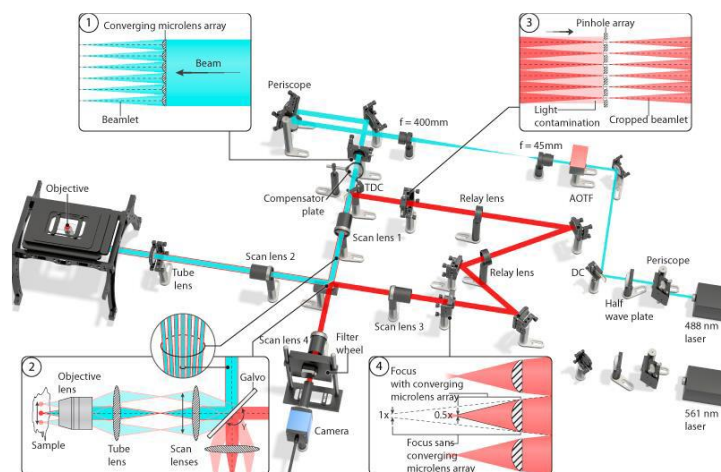 1
Converging microlens array
Beam
Beamlet
3
Pinhole array
Light
contamination
Cropped beamlet
Periscope
f = 400mm
f = 45mm
AOTF
Compensator
plate
TDC
Relay lens
Objective
Scan lens 1
Scan lens 2
Tube
lens
Relay lens
DC
Periscope
Half
wave plate
488 nm
laser
Scan lens 3
Scan lens 4
Filter
wheel
561 nm
laser
Camera
2
Objective
lens
Galvo
Y
Sample
Tube
lens
Scan
lenses
4
Focus
with converging
microlens array
1x
0.5x
Focus sans
converging
microlens array